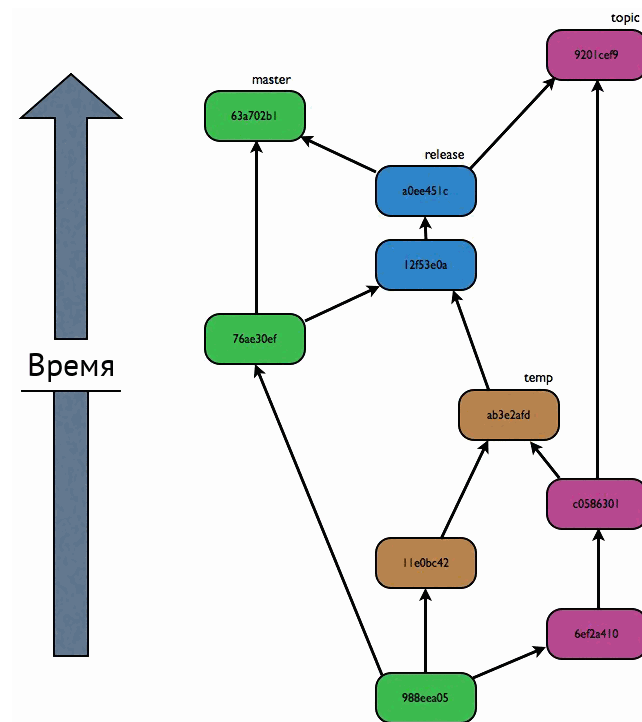 topic
9201cef9
master
63a702b1
release
a0ee451c
12f53e0a
76ae30ef
Время
temp
ab3e2afd
c0586301
11e0bc42
6ef2a410
988eea05